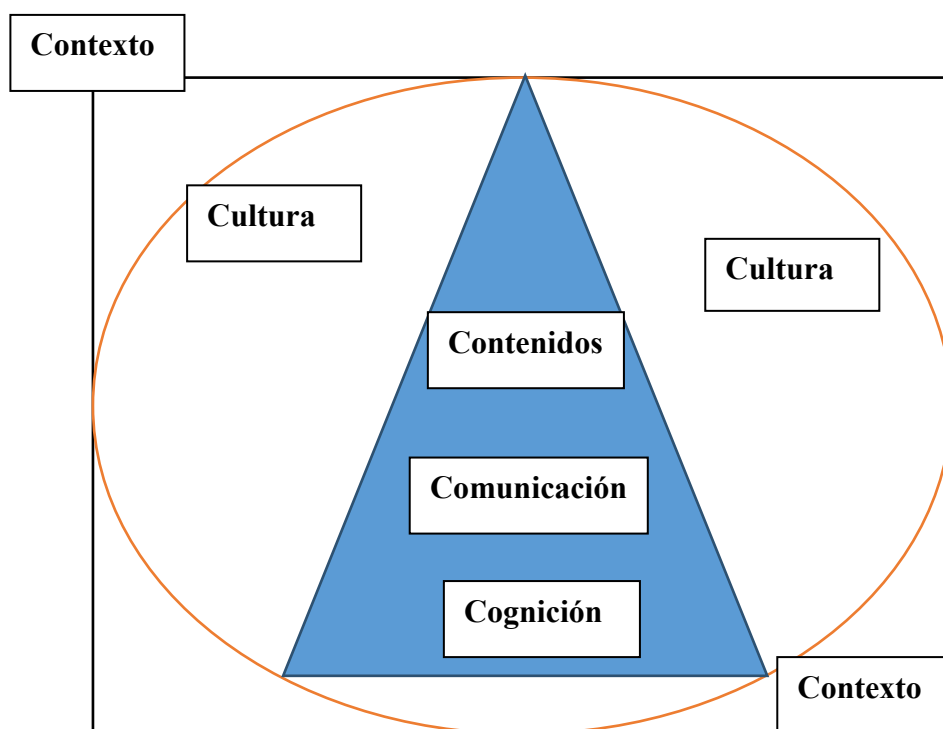 Contexto
Cultura
Cultura
Contenidos
Comunicación
Cognición
Contexto